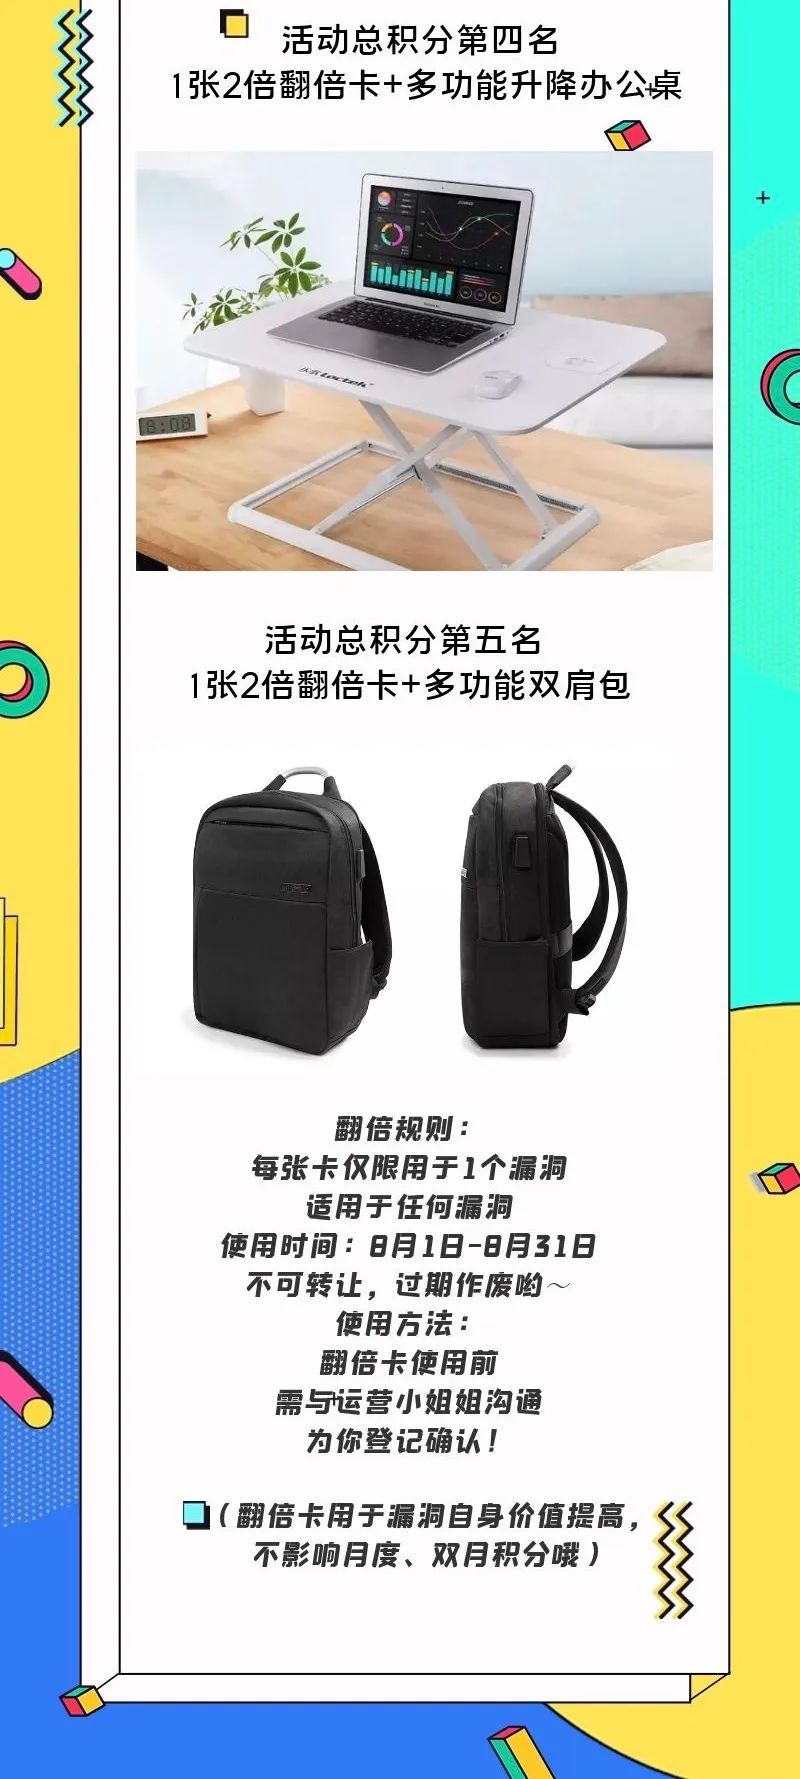 活动总积分第四名
1张2倍翻倍卡+多功能升降办公桌
乐歌Loctek
8:08
活动总积分第五名
1张2倍翻倍卡+多功能双肩包
翻倍规则：
每张卡仅限用于1个漏洞
适用于任何漏洞
使用时间：8月1日-8月31日
不可转让，过期作废哟～
使用方法：
翻倍卡使用前
需与运营小姐姐沟通
为你登记确认！
（翻倍卡用于漏洞自身价值提高，
不影响月度、双月积分哦）